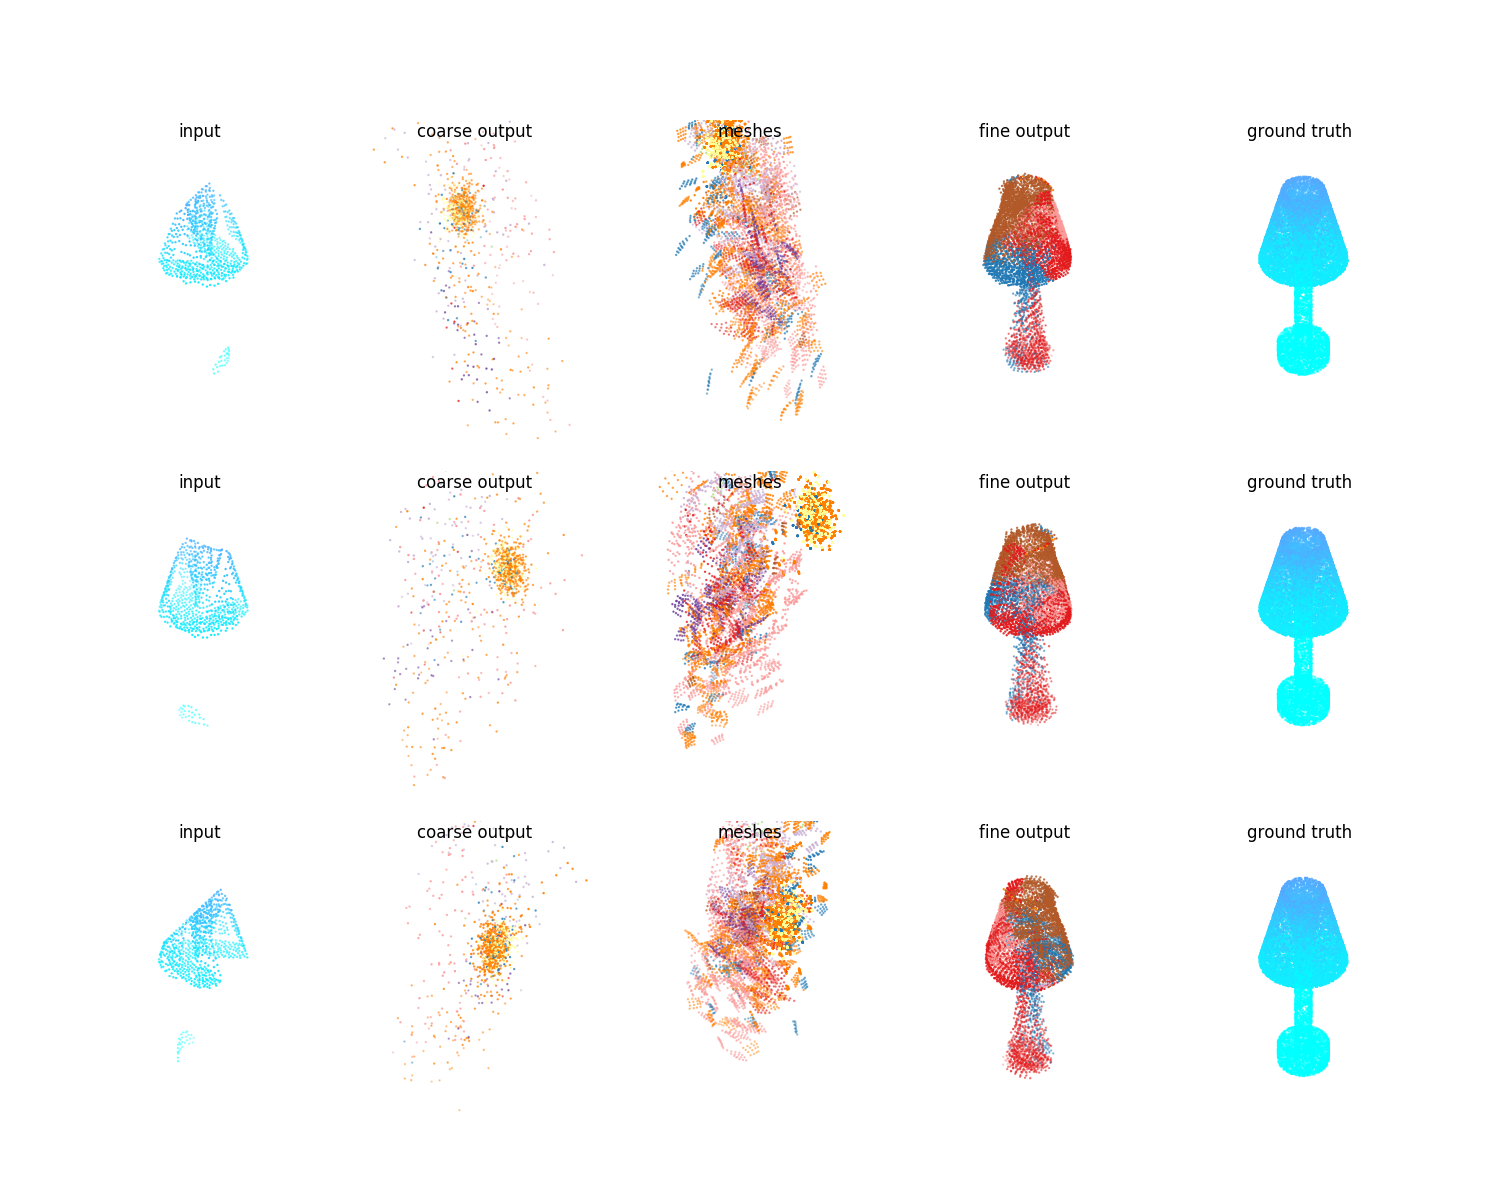 input
coarse output
meshes
fine output
ground truth
input
coarse output
meshes
fine output
ground truth
input
coarse output
meshes
fine output
ground truth